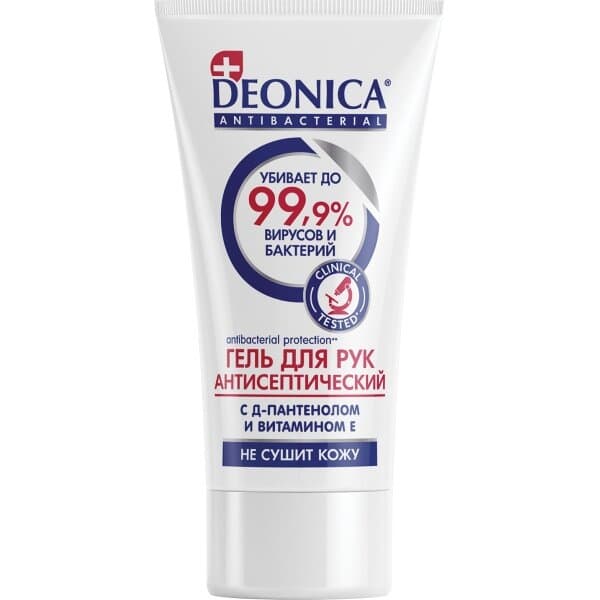 DEONICA®
ANTIBACTERIAL
УБИВАЕТ ДО
99,9%
ВИРУСОВ И
БАКТЕРИЙ
CLINICAL
TESTED*
antibacterial protection**
ГЕЛЬ ДЛЯ РУК
АНТИСЕПТИЧЕСКИЙ
С Д-ПАНТЕНОЛОМ
И ВИТАМИНОМ Е
НЕ СУШИТ КОЖУ